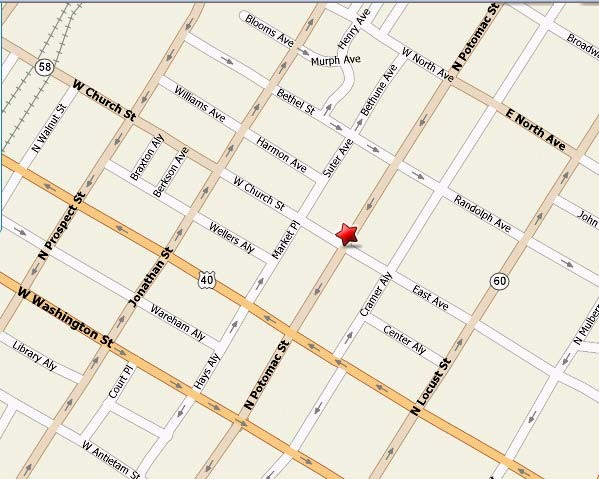 Blooms Ave
Henry Ave
N Potomac St
Murph Ave
W North Ave
Broadw
58
W Church St
Williams Ave
Bethel St
Bethune Ave
E North Ave
N Walnut St
Braxton Aly
Berkson Ave
Harmon Ave
Suter Ave
W Church St
Randolph Ave
John
N Prospect St
Jonathan St
Wellers Aly
Market Pl
40
Cramer Aly
East Ave
60
W Washington St
Wareham Aly
Center Aly
N Mulber
Library Aly
Court Pl
Hays Aly
N Potomac St
N Locust St
W Antietam St